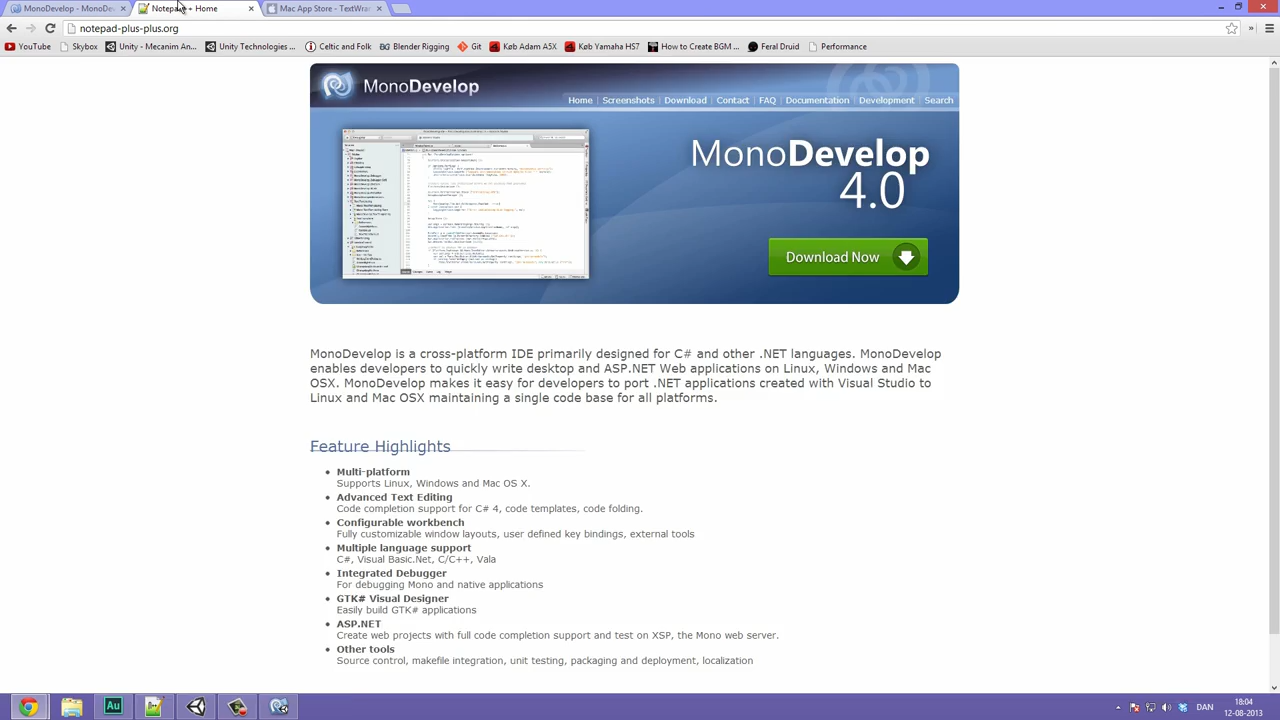 MonoDevelop - MonoDev
Notepad++ Home
Mac App Store - TextWra
notepad-plus-plus.org
YouTube
Skybox
Unity - Mecanim An...
Unity Technologies ...
Celtic and Folk
Blender Rigging
Git
Køb Adam A5X
Køb Yamaha HS7
How to Create BGM ...
Feral Druid
Performance
MonoDevelop
Home | Screenshots | Download | Contact | FAQ | Documentation | Development | Search
MonoDevelop
4.0
Download Now
MonoDevelop is a cross-platform IDE primarily designed for C# and other .NET languages. MonoDevelop
enables developers to quickly write desktop and ASP.NET Web applications on Linux, Windows and Mac
OSX. MonoDevelop makes it easy for developers to port .NET applications created with Visual Studio to
Linux and Mac OSX maintaining a single code base for all platforms.
Feature Highlights
Multi-platform
Supports Linux, Windows and Mac OS X.
Advanced Text Editing
Code completion support for C# 4, code templates, code folding.
Configurable workbench
Fully customizable window layouts, user defined key bindings, external tools
Multiple language support
C#, Visual Basic.Net, C/C++, Vala
Integrated Debugger
For debugging Mono and native applications
GTK# Visual Designer
Easily build GTK# applications
ASP.NET
Create web projects with full code completion support and test on XSP, the Mono web server.
Other tools
Source control, makefile integration, unit testing, packaging and deployment, localization
Au
DAN
18:04
12-08-2013